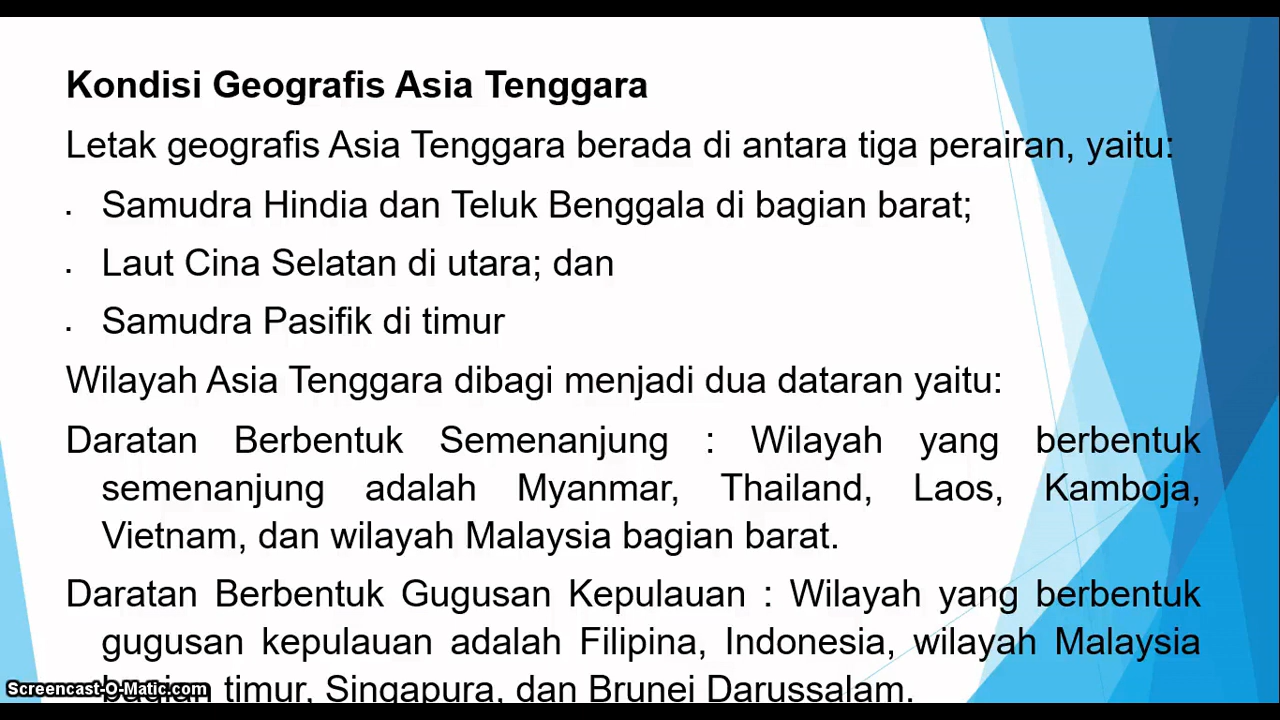 Kondisi Geografis Asia Tenggara
Letak geografis Asia Tenggara berada di antara tiga perairan, yaitu:
. Samudra Hindia dan Teluk Benggala di bagian barat;
. Laut Cina Selatan di utara; dan
. Samudra Pasifik di timur
Wilayah Asia Tenggara dibagi menjadi dua dataran yaitu:
Daratan Berbentuk Semenanjung : Wilayah yang berbentuk
semenanjung adalah Myanmar, Thailand, Laos, Kamboja,
Vietnam, dan wilayah Malaysia bagian barat.
Daratan Berbentuk Gugusan Kepulauan : Wilayah yang berbentuk
gugusan kepulauan adalah Filipina, Indonesia, wilayah Malaysia
bagian timur, Singapura, dan Brunei Darussalam.
Screencast-O-Matic.com